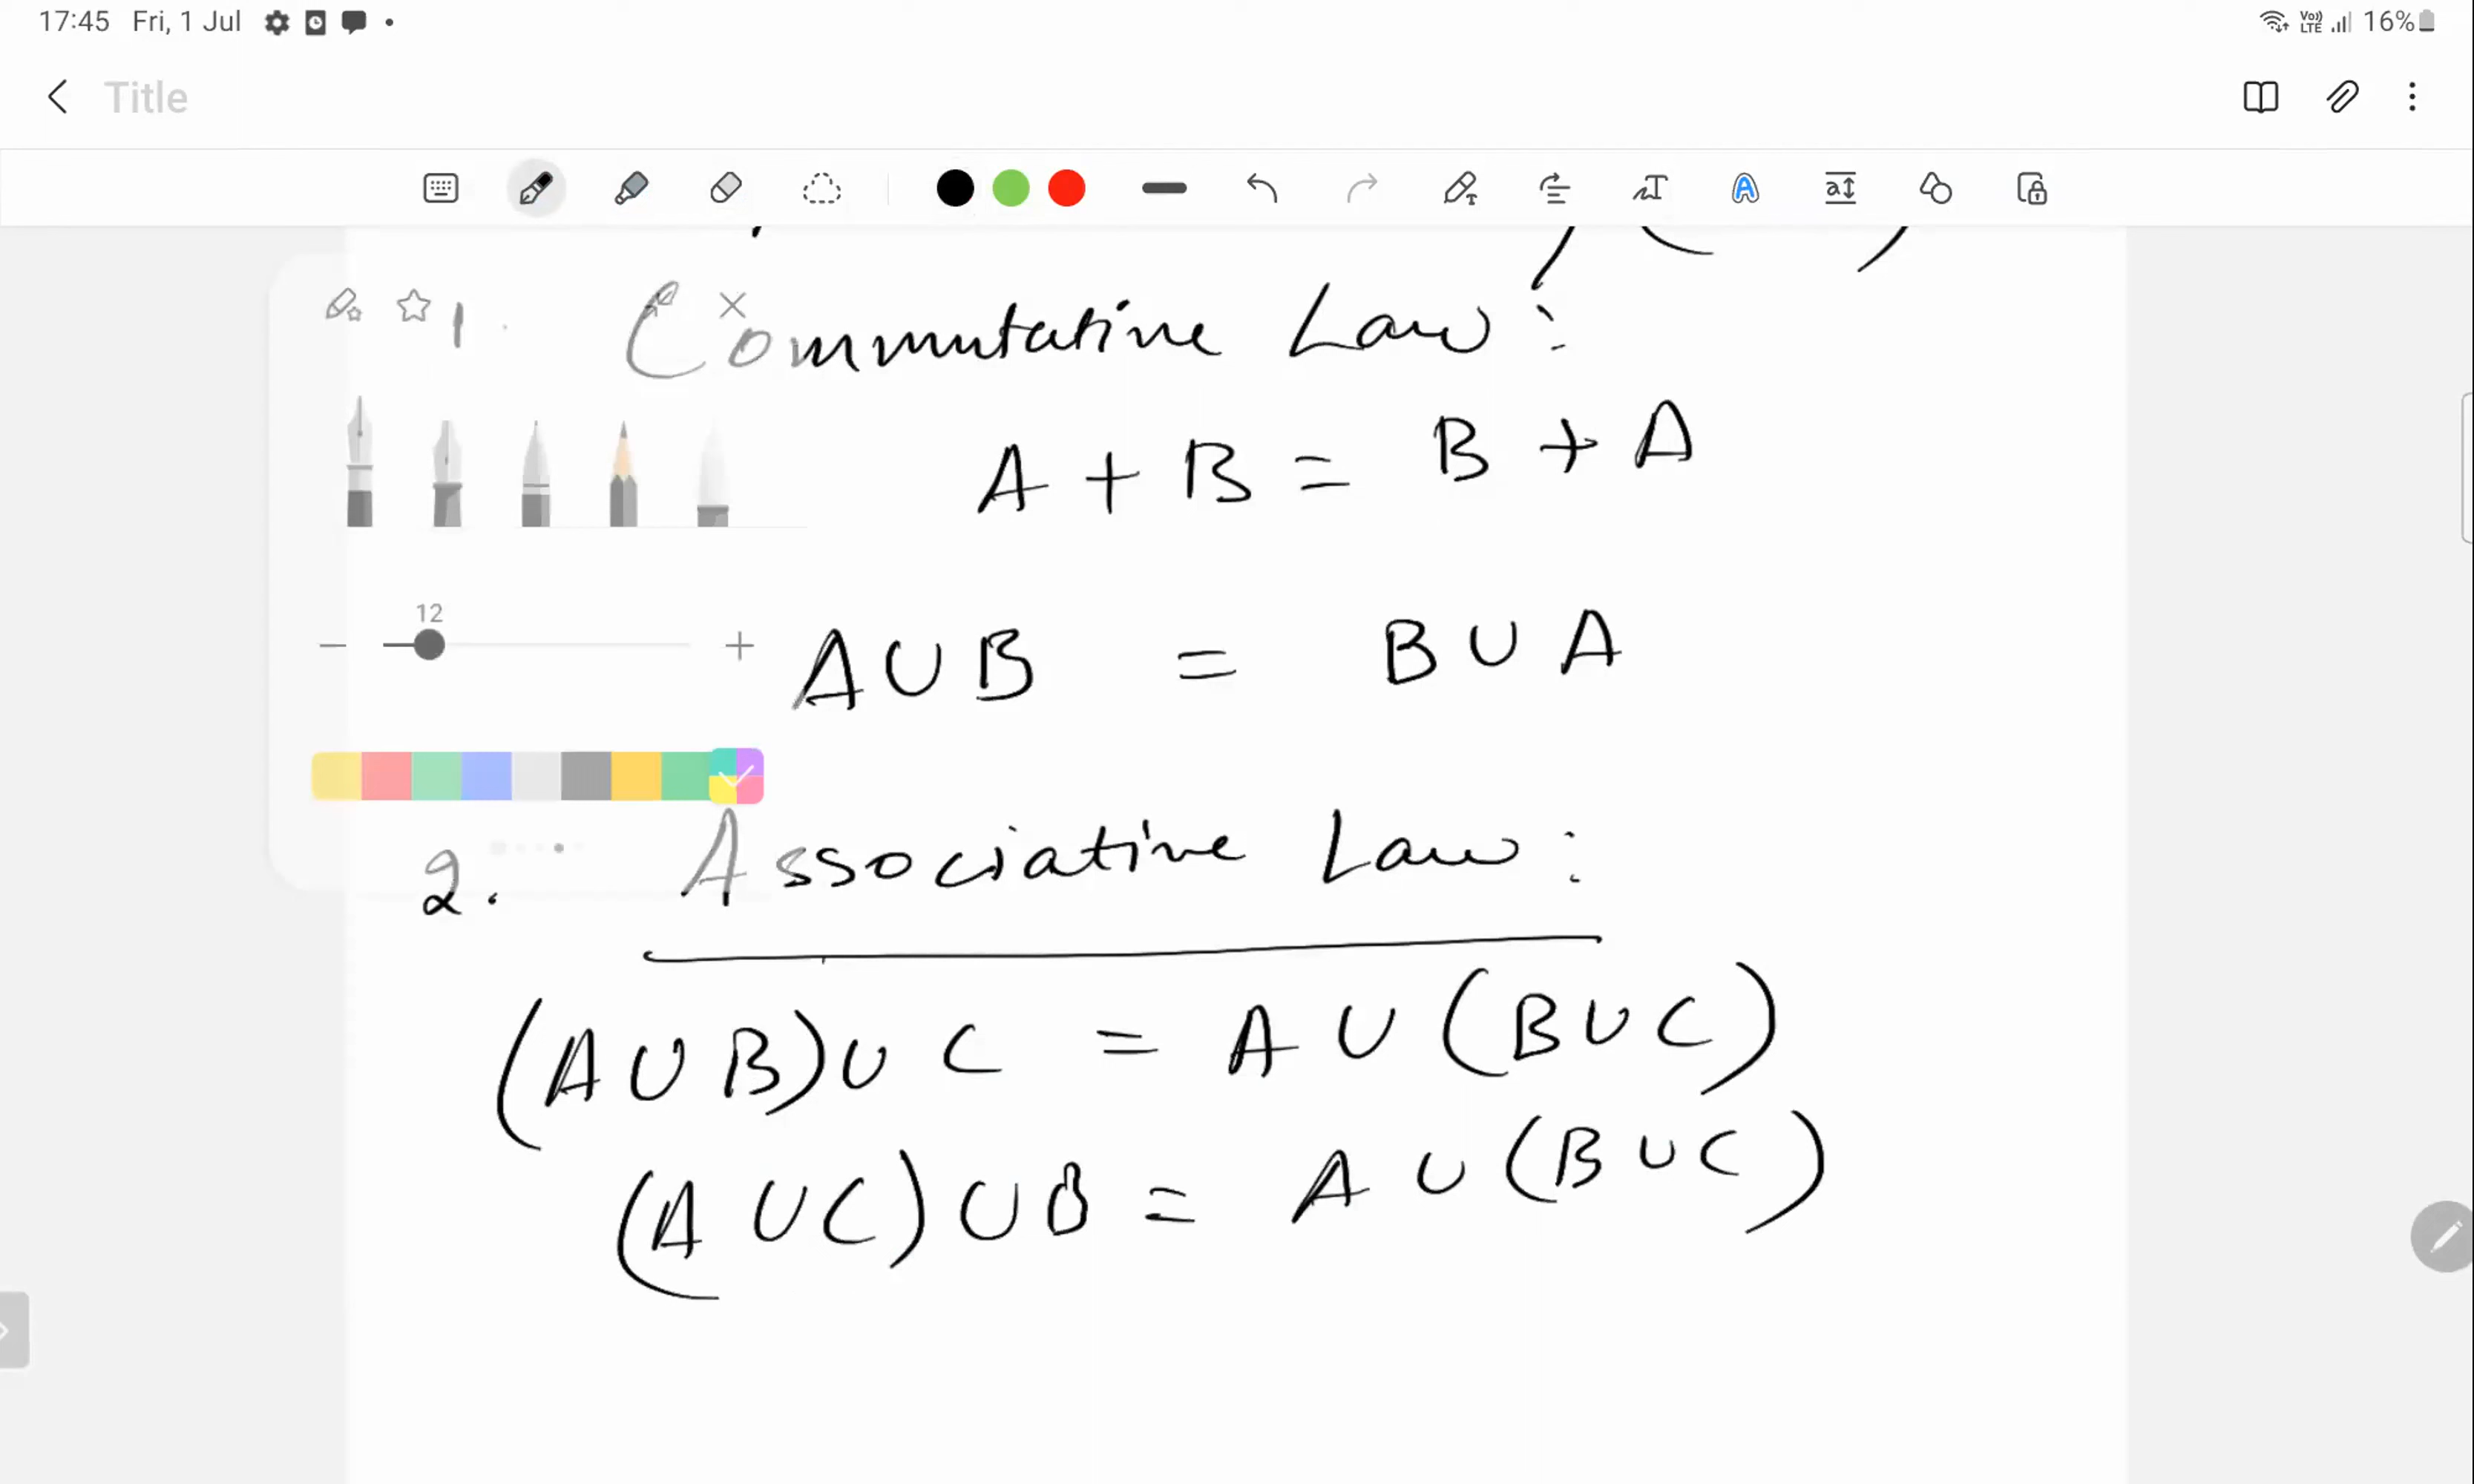 17:45 Fri, 1 Jul 16%
Title
1. Commutative Law:
A + B = B + A
12
A ∪ B = B ∪ A
2. Associative Law:
(A ∪ B) ∪ C = A ∪ (B ∪ C)
(A ∪ C) ∪ B = A ∪ (B ∪ C)